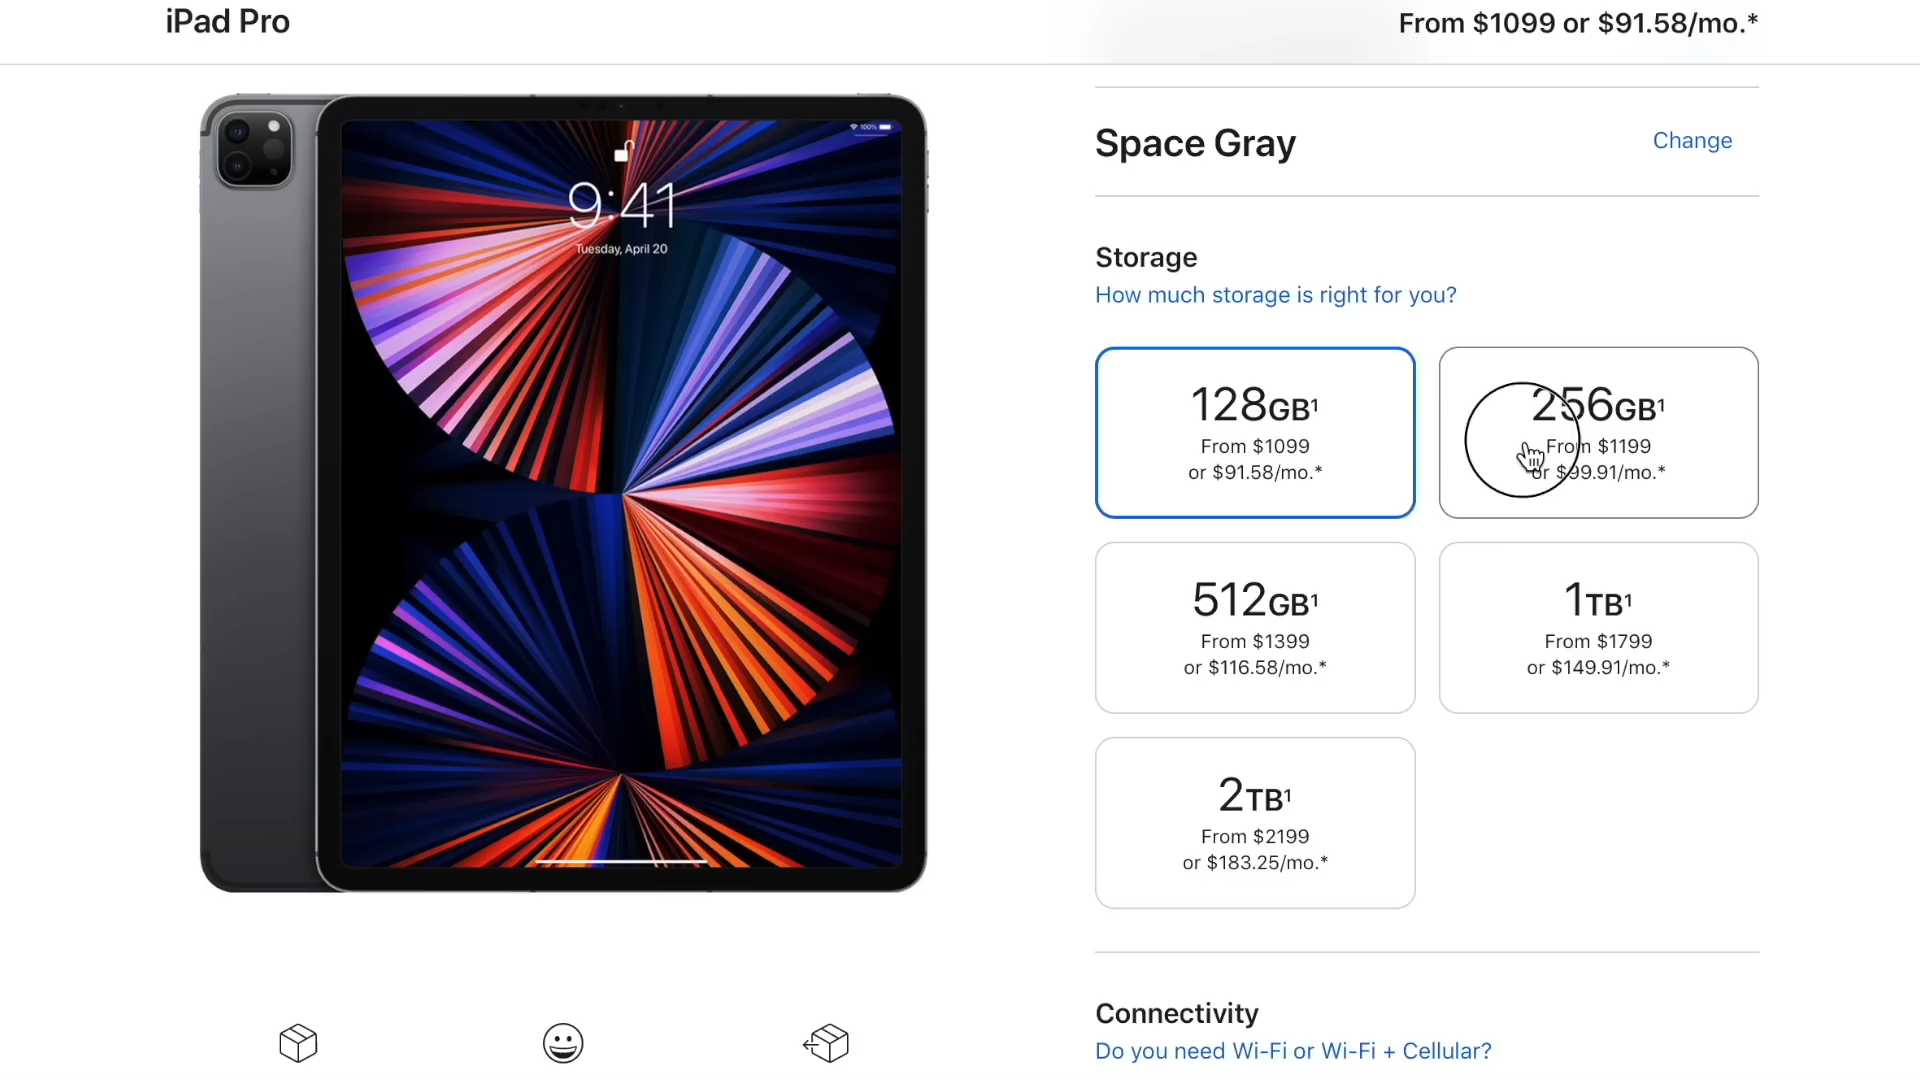 iPad Pro
From $1099 or $91.58/mo.*
100%
9:41
Tuesday, April 20
Space Gray
Change
Storage
How much storage is right for you?
128GB¹
From $1099
or $91.58/mo.*
256GB¹
From $1199
or $99.91/mo.*
512GB¹
From $1399
or $116.58/mo.*
1TB¹
From $1799
or $149.91/mo.*
2TB¹
From $2199
or $183.25/mo.*
Connectivity
Do you need Wi-Fi or Wi-Fi + Cellular?